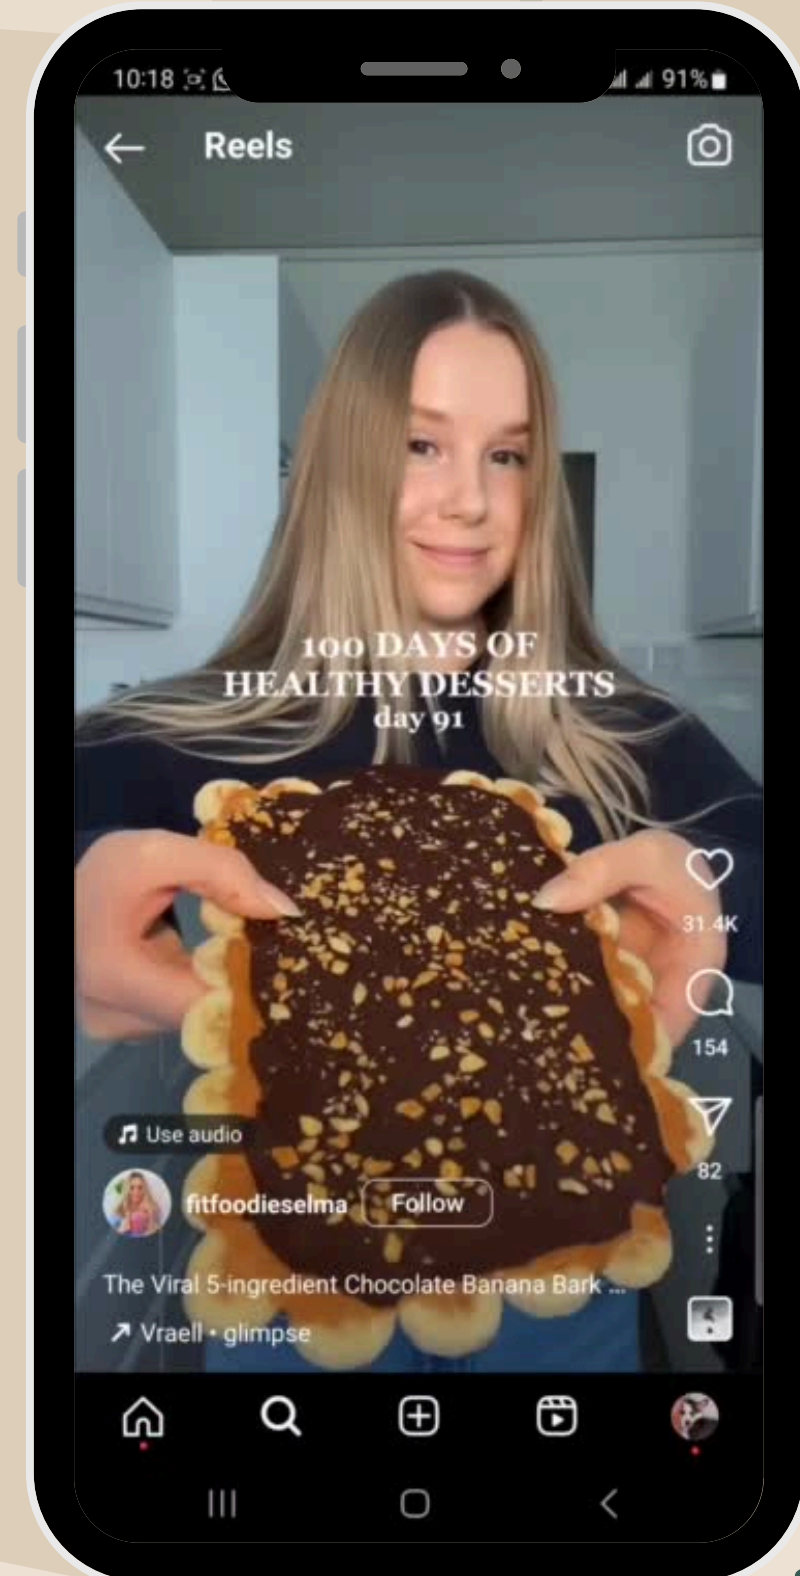 10:18
91%
Reels
100 DAYS OF
HEALTHY DESSERTS
day 91
31.4K
154
82
Use audio
fitfoodieselma
Follow
The Viral 5-ingredient Chocolate Banana Bark ...
Vraell • glimpse